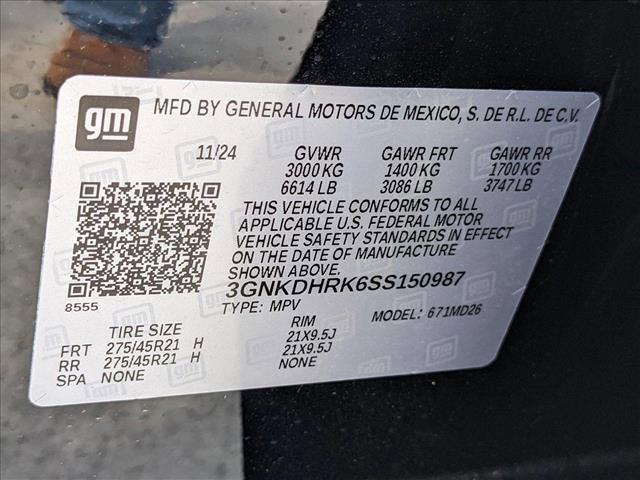 gm MFD BY GENERAL MOTORS DE MEXICO, S. DE R.L. DE C.V.
11/24 GVWR GAWR FRT GAWR RR
3000 KG 1400 KG 1700 KG
6614 LB 3086 LB 3747 LB
THIS VEHICLE CONFORMS TO ALL
APPLICABLE U.S. FEDERAL MOTOR
VEHICLE SAFETY STANDARDS IN EFFECT
ON THE DATE OF MANUFACTURE
SHOWN ABOVE.
3GNKDHRK6SS150987
8555 TYPE: MPV MODEL: 671MD26
TIRE SIZE RIM
FRT 275/45R21 H 21X9.5J
RR 275/45R21 H 21X9.5J
SPA NONE NONE